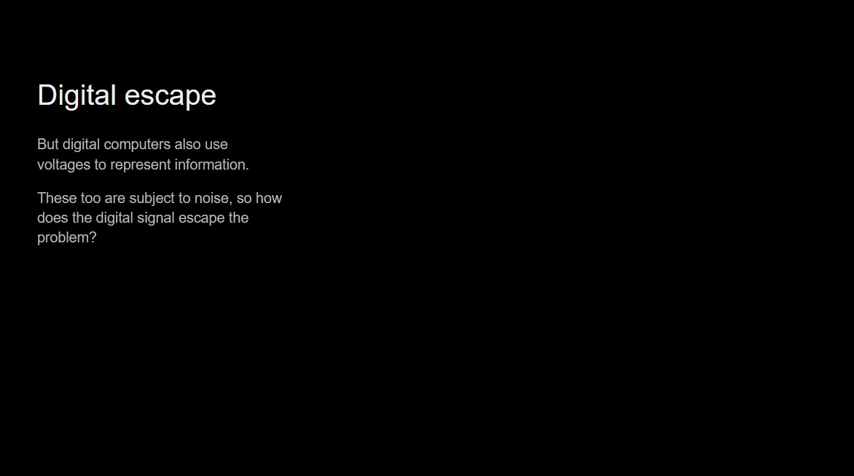 Digital escape
But digital computers also use
voltages to represent information.
These too are subject to noise, so how
does the digital signal escape the
problem?